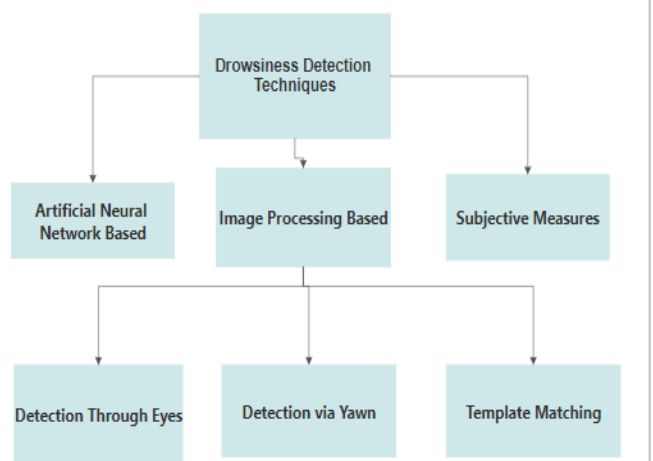 Drowsiness Detection
Techniques
Artificial Neural
Network Based
Image Processing Based
Subjective Measures
Detection Through Eyes
Detection via Yawn
Template Matching